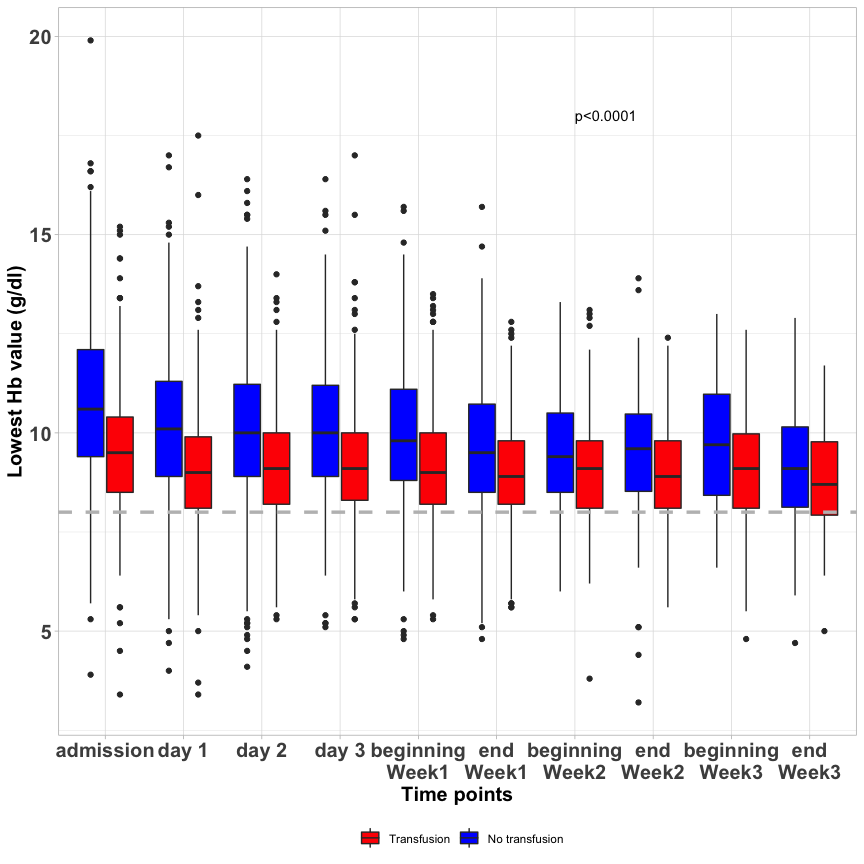 20
p<0.0001
15
10
5
Lowest Hb value (g/dl)
admission day 1 day 2 day 3 beginning end beginning end beginning end
Week1 Week1 Week2 Week2 Week3 Week3
Time points
Transfusion No transfusion